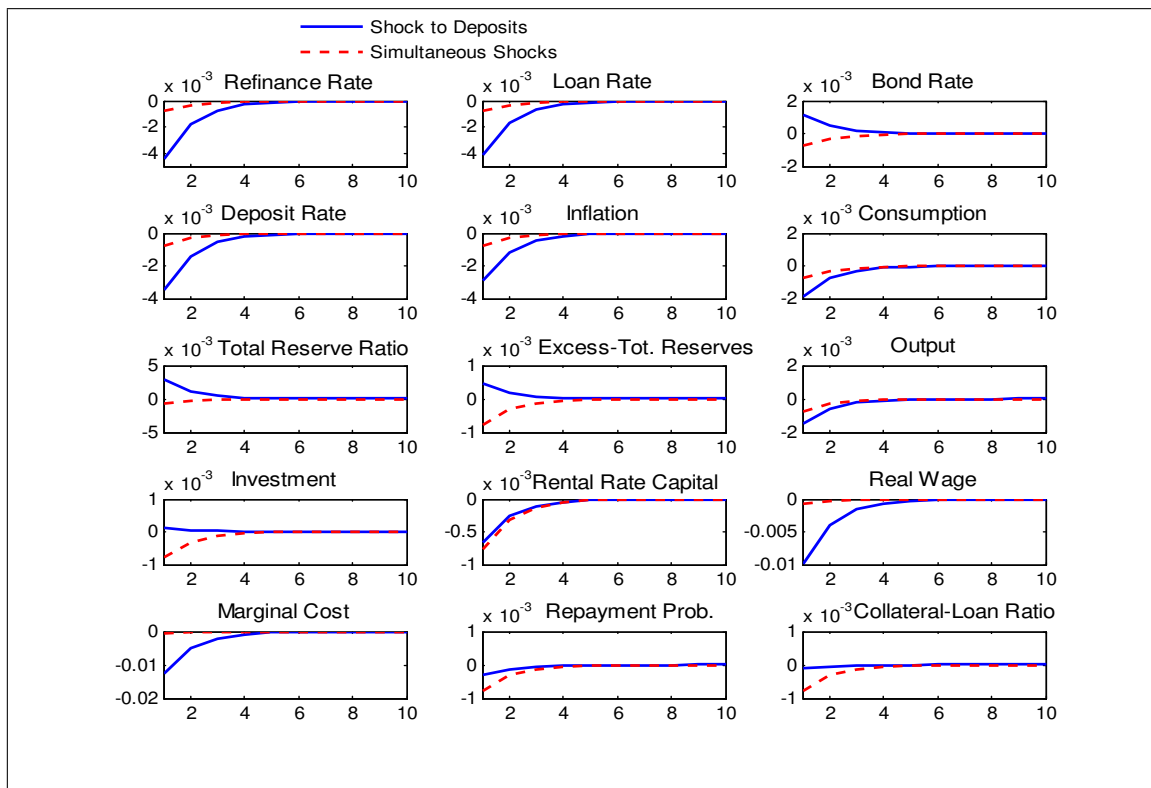 Shock to Deposits
Simultaneous Shocks
x 10⁻³
Refinance Rate
0
-2
-4
2 4 6 8 10
x 10⁻³
Loan Rate
0
-2
-4
2 4 6 8 10
x 10⁻³
Bond Rate
2
0
-2
2 4 6 8 10
x 10⁻³
Deposit Rate
0
-2
-4
2 4 6 8 10
x 10⁻³
Inflation
0
-2
-4
2 4 6 8 10
x 10⁻³
Consumption
2
0
-2
2 4 6 8 10
x 10⁻³
Total Reserve Ratio
5
0
-5
2 4 6 8 10
x 10⁻³
Excess-Tot. Reserves
1
0
-1
2 4 6 8 10
x 10⁻³
Output
2
0
-2
2 4 6 8 10
x 10⁻³
Investment
1
0
-1
2 4 6 8 10
x 10⁻³
Rental Rate Capital
0
-0.5
-1
2 4 6 8 10
Real Wage
0
-0.005
-0.01
2 4 6 8 10
Marginal Cost
0
-0.01
-0.02
2 4 6 8 10
x 10⁻³
Repayment Prob.
1
0
-1
2 4 6 8 10
x 10⁻³
Collateral-Loan Ratio
1
0
-1
2 4 6 8 10